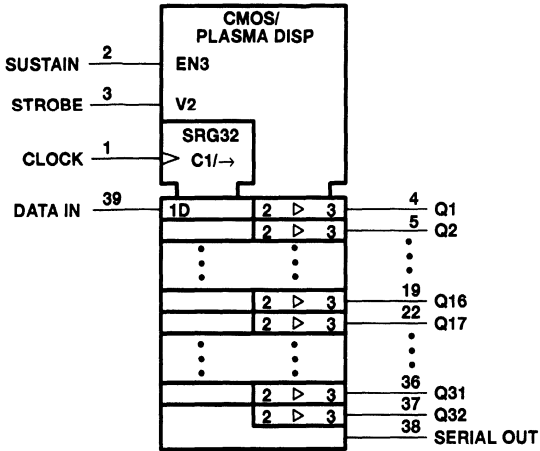 CMOS/
PLASMA DISP
SUSTAIN 2 EN3
STROBE 3 V2
SRG32
CLOCK 1 C1/→
DATA IN 39 1D 2 ▷ 3 4 Q1
2 ▷ 3 5 Q2
2 ▷ 3 19 Q16
2 ▷ 3 22 Q17
2 ▷ 3 36 Q31
2 ▷ 3 37 Q32
38 SERIAL OUT